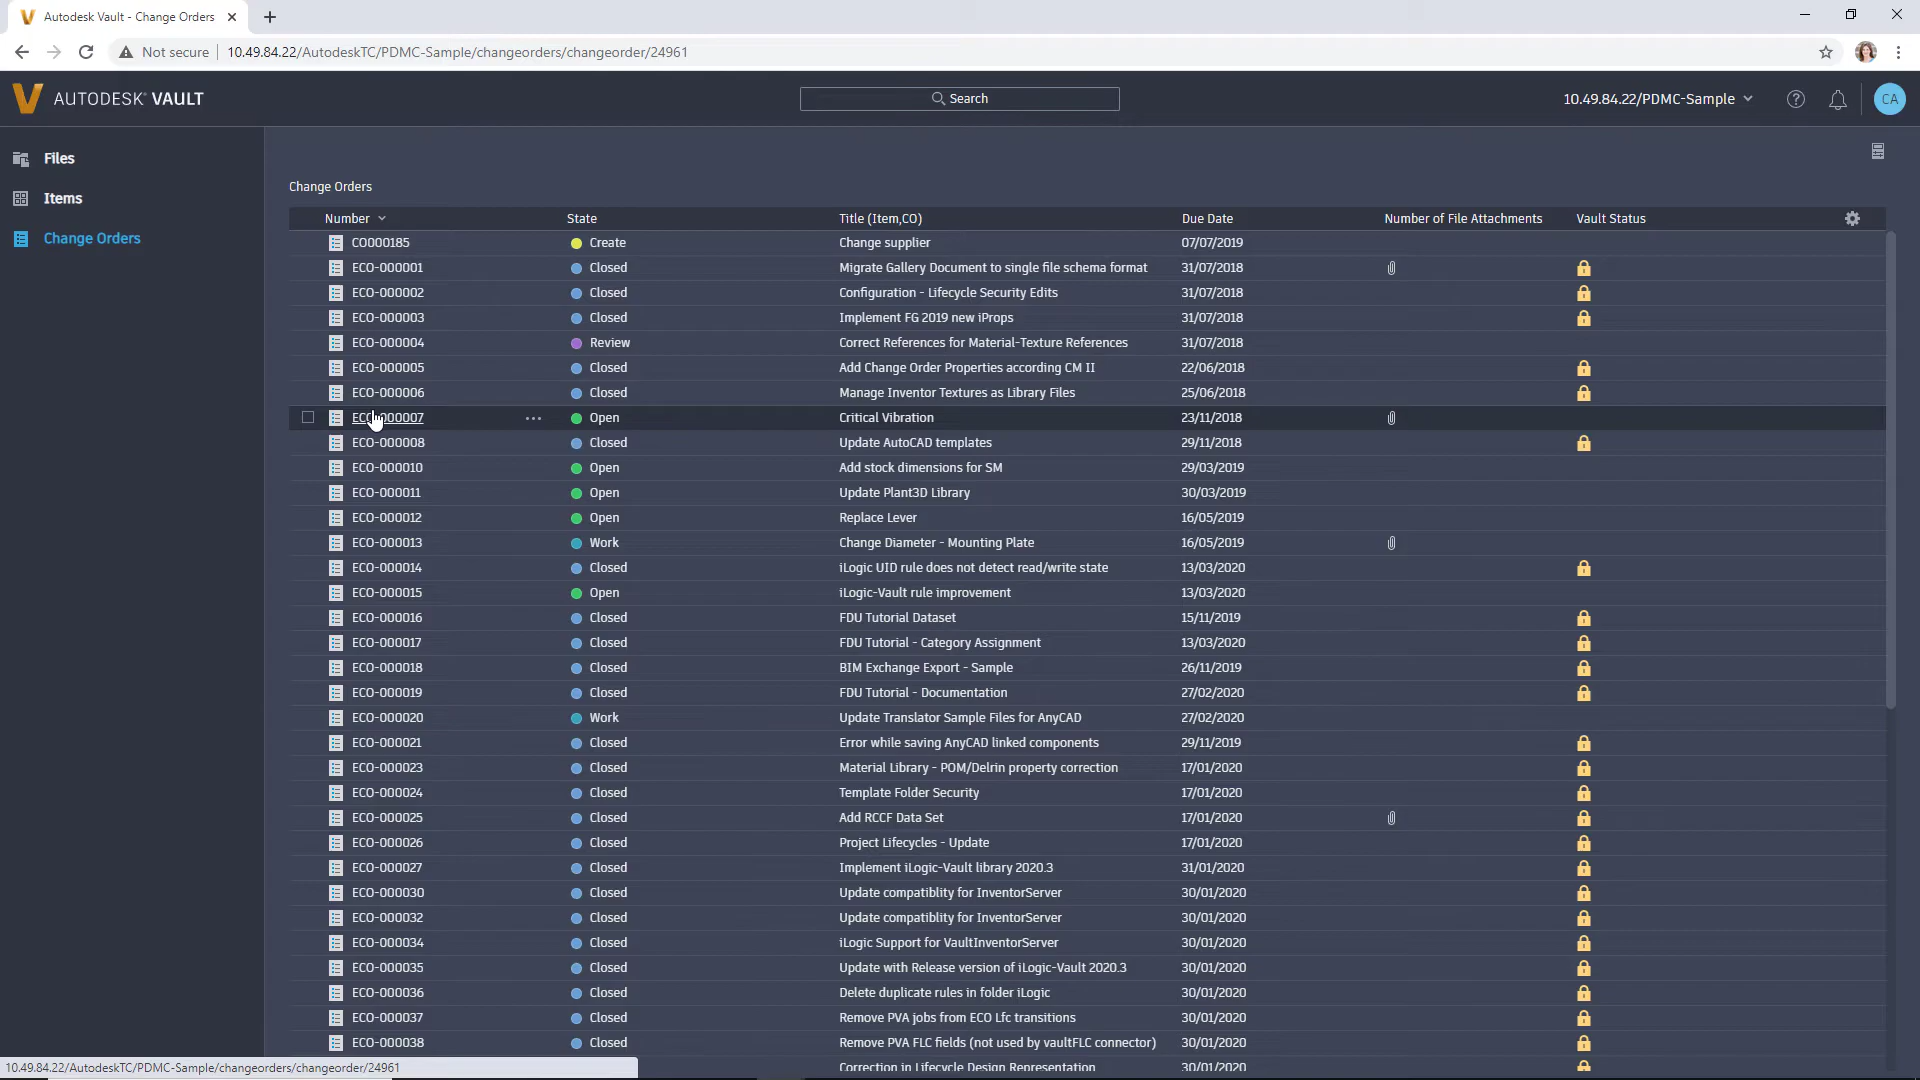 Autodesk Vault - Change Orders
Not secure 10.49.84.22/AutodeskTC/PDMC-Sample/changeorders/changeorder/24961
AUTODESK® VAULT Search 10.49.84.22/PDMC-Sample CA
Files
Items
Change Orders
Change Orders
Number State Title (Item,CO) Due Date Number of File Attachments Vault Status
CO000185 Create Change supplier 07/07/2019
ECO-000001 Closed Migrate Gallery Document to single file schema format 31/07/2018
ECO-000002 Closed Configuration - Lifecycle Security Edits 31/07/2018
ECO-000003 Closed Implement FG 2019 new iProps 31/07/2018
ECO-000004 Review Correct References for Material-Texture References 31/07/2018
ECO-000005 Closed Add Change Order Properties according CM II 22/06/2018
ECO-000006 Closed Manage Inventor Textures as Library Files 25/06/2018
ECO-000007 ... Open Critical Vibration 23/11/2018
ECO-000008 Closed Update AutoCAD templates 29/11/2018
ECO-000010 Open Add stock dimensions for SM 29/03/2019
ECO-000011 Open Update Plant3D Library 30/03/2019
ECO-000012 Open Replace Lever 16/05/2019
ECO-000013 Work Change Diameter - Mounting Plate 16/05/2019
ECO-000014 Closed iLogic UID rule does not detect read/write state 13/03/2020
ECO-000015 Open iLogic-Vault rule improvement 13/03/2020
ECO-000016 Closed FDU Tutorial Dataset 15/11/2019
ECO-000017 Closed FDU Tutorial - Category Assignment 13/03/2020
ECO-000018 Closed BIM Exchange Export - Sample 26/11/2019
ECO-000019 Closed FDU Tutorial - Documentation 27/02/2020
ECO-000020 Work Update Translator Sample Files for AnyCAD 27/02/2020
ECO-000021 Closed Error while saving AnyCAD linked components 29/11/2019
ECO-000023 Closed Material Library - POM/Delrin property correction 17/01/2020
ECO-000024 Closed Template Folder Security 17/01/2020
ECO-000025 Closed Add RCCF Data Set 17/01/2020
ECO-000026 Closed Project Lifecycles - Update 17/01/2020
ECO-000027 Closed Implement iLogic-Vault library 2020.3 31/01/2020
ECO-000030 Closed Update compatiblity for InventorServer 30/01/2020
ECO-000032 Closed Update compatiblity for InventorServer 30/01/2020
ECO-000034 Closed iLogic Support for VaultInventorServer 30/01/2020
ECO-000035 Closed Update with Release version of iLogic-Vault 2020.3 30/01/2020
ECO-000036 Closed Delete duplicate rules in folder iLogic 30/01/2020
ECO-000037 Closed Remove PVA jobs from ECO Lfc transitions 30/01/2020
ECO-000038 Closed Remove PVA FLC fields (not used by vaultFLC connector) 30/01/2020
Correction in Lifecycle Design Representation 30/01/2020
10.49.84.22/AutodeskTC/PDMC-Sample/changeorders/changeorder/24961